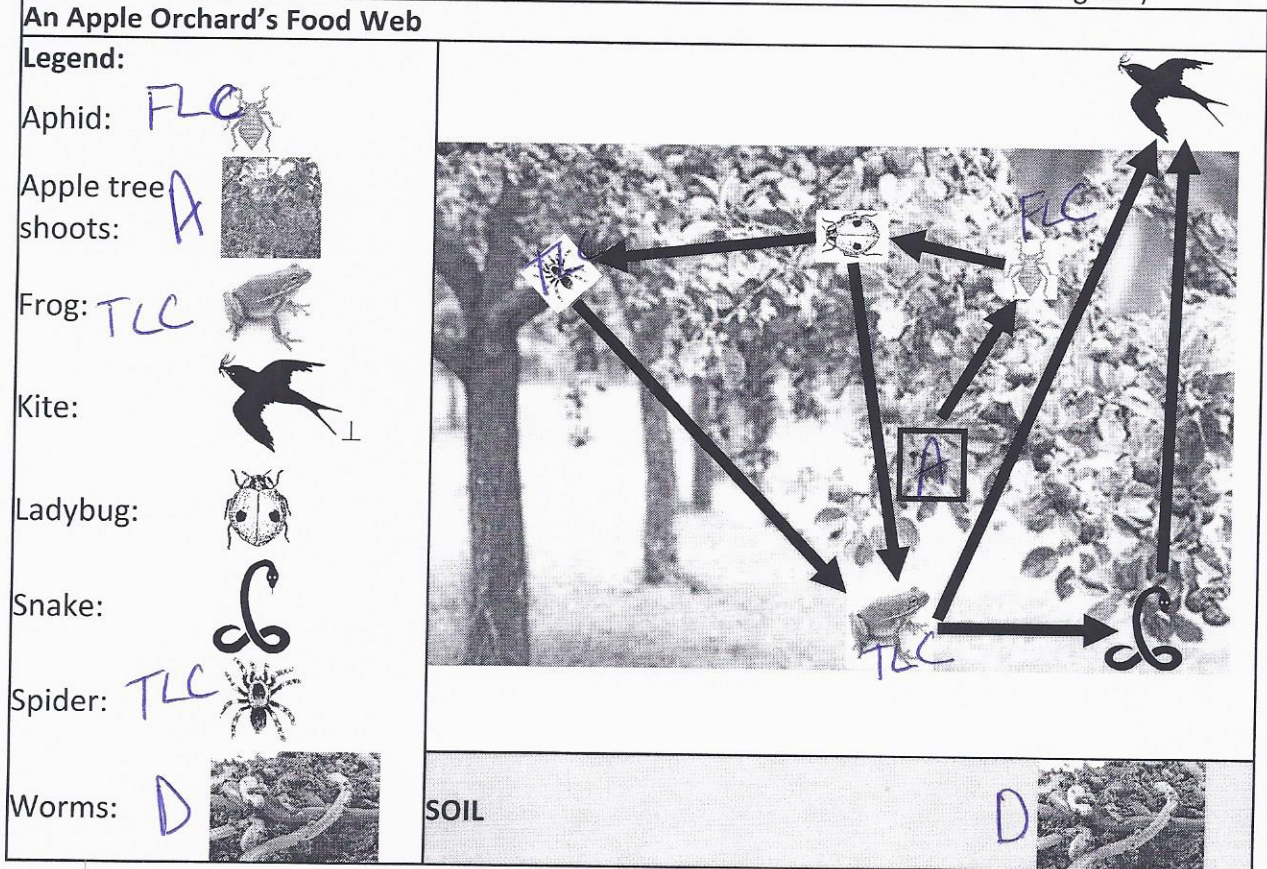 An Apple Orchard's Food Web
Legend:
Aphid: FLC
Apple tree
shoots: A
Frog: TLC
Kite:
Ladybug:
Snake:
Spider: TLC
Worms: D
TLC
FLC
A
TLC
SOIL
D